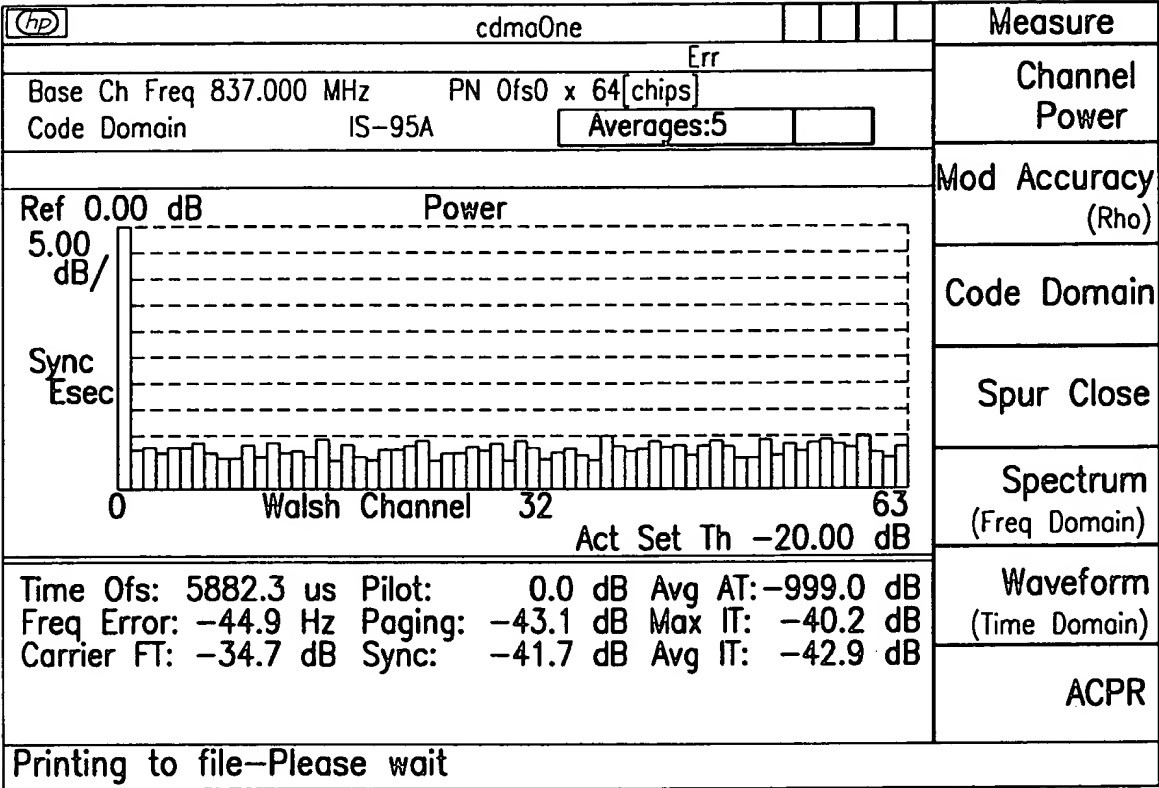 hp cdmaOne
Err
Base Ch Freq 837.000 MHz PN Ofs0 x 64[chips]
Code Domain IS-95A Averages:5
Ref 0.00 dB Power
5.00
dB/
Sync
Esec
0 Walsh Channel 32 63
Act Set Th -20.00 dB
Time Ofs: 5882.3 us Pilot: 0.0 dB Avg AT:-999.0 dB
Freq Error: -44.9 Hz Paging: -43.1 dB Max IT: -40.2 dB
Carrier FT: -34.7 dB Sync: -41.7 dB Avg IT: -42.9 dB
Printing to file-Please wait
Measure
Channel
Power
Mod Accuracy
(Rho)
Code Domain
Spur Close
Spectrum
(Freq Domain)
Waveform
(Time Domain)
ACPR